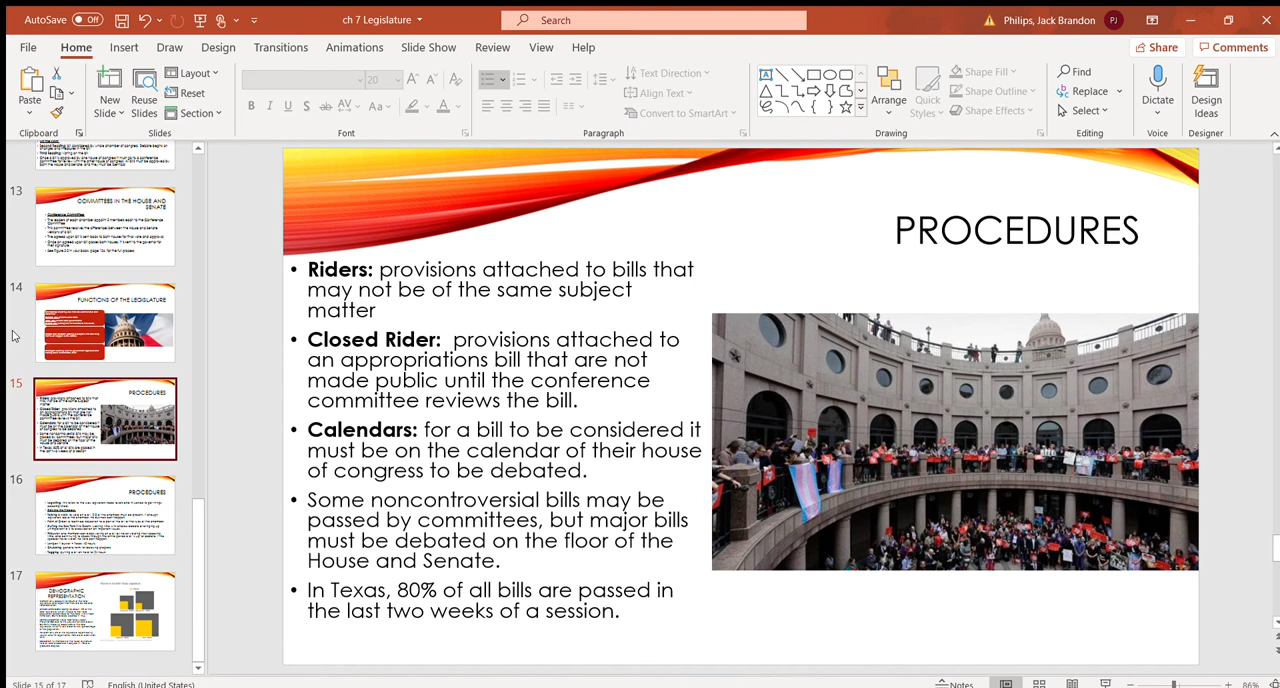 AutoSave Off ch 7 Legislature Search Philips, Jack Brandon PJ
File Home Insert Draw Design Transitions Animations Slide Show Review View Help Share Comments
Paste New Slide Reuse Slides Layout Reset Section 20 Text Direction Align Text Convert to SmartArt Arrange Quick Styles Shape Fill Shape Outline Shape Effects Find Replace Select Dictate Design Ideas
Clipboard Slides Font Paragraph Drawing Editing Voice Designer
13
COMMITTEES IN THE HOUSE AND
SENATE
14
FUNCTIONS OF THE LEGISLATURE
15
PROCEDURES
16
PROCEDURES
17
DEMOGRAPHIC
REPRESENTATION
PROCEDURES
• Riders: provisions attached to bills that
may not be of the same subject
matter
• Closed Rider: provisions attached to
an appropriations bill that are not
made public until the conference
committee reviews the bill.
• Calendars: for a bill to be considered it
must be on the calendar of their house
of congress to be debated.
• Some noncontroversial bills may be
passed by committees, but major bills
must be debated on the floor of the
House and Senate.
• In Texas, 80% of all bills are passed in
the last two weeks of a session.
Slide 15 of 17 English (United States) Notes 86%